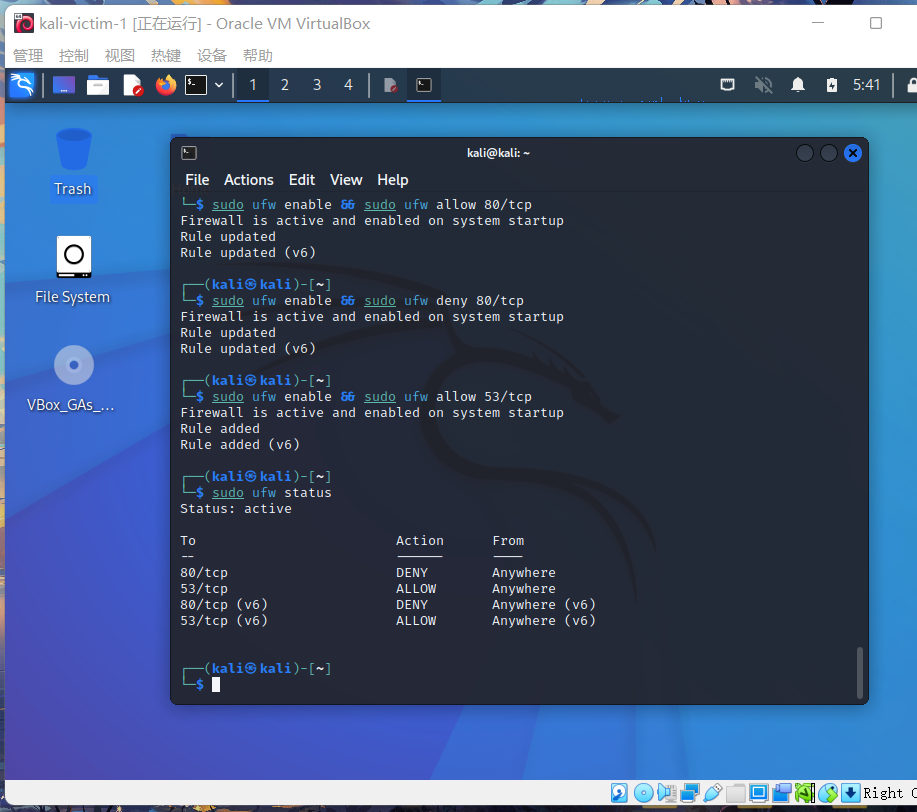 kali-victim-1 [正在运行] - Oracle VM VirtualBox
管理 控制 视图 热键 设备 帮助
1 2 3 4 5:41
Trash
File System
VBox_GAs_...
kali@kali: ~
File Actions Edit View Help
└─$ sudo ufw enable && sudo ufw allow 80/tcp
Firewall is active and enabled on system startup
Rule updated
Rule updated (v6)
┌──(kali㉿kali)-[~]
└─$ sudo ufw enable && sudo ufw deny 80/tcp
Firewall is active and enabled on system startup
Rule updated
Rule updated (v6)
┌──(kali㉿kali)-[~]
└─$ sudo ufw enable && sudo ufw allow 53/tcp
Firewall is active and enabled on system startup
Rule added
Rule added (v6)
┌──(kali㉿kali)-[~]
└─$ sudo ufw status
Status: active
To Action From
-- ------ ----
80/tcp DENY Anywhere
53/tcp ALLOW Anywhere
80/tcp (v6) DENY Anywhere (v6)
53/tcp (v6) ALLOW Anywhere (v6)
┌──(kali㉿kali)-[~]
└─$
Right C